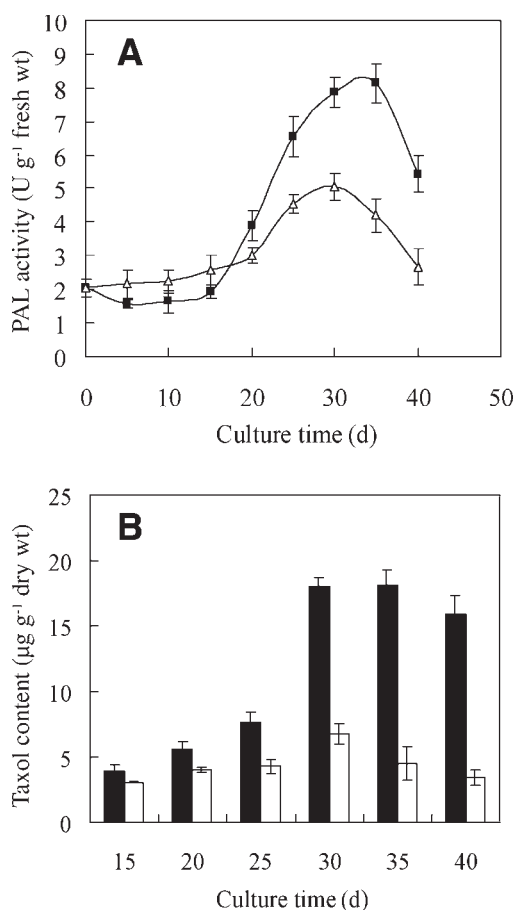 A
PAL activity (U g⁻¹ fresh wt)
10
9
8
7
6
5
4
3
2
1
0
0 10 20 30 40 50
Culture time (d)
B
Taxol content (µg g⁻¹ dry wt)
25
20
15
10
5
0
15 20 25 30 35 40
Culture time (d)